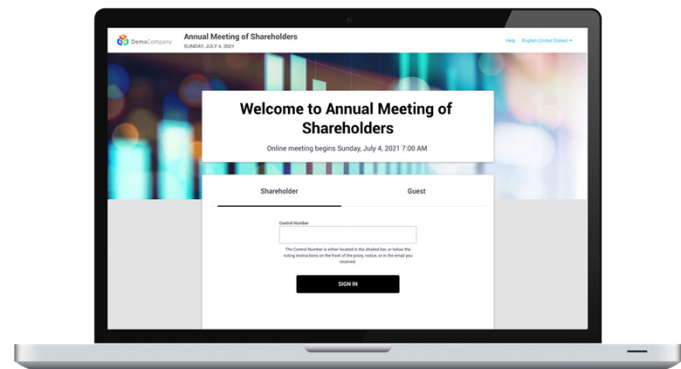 DemoCompany
Annual Meeting of Shareholders
SUNDAY, JULY 4, 2021
Help English (United States)
Welcome to Annual Meeting of
Shareholders
Online meeting begins Sunday, July 4, 2021 7:00 AM
Shareholder Guest
Control Number
The Control Number is either located in the shaded bar, or below the
voting instructions on the front of the proxy, notice, or in the email you
received.
SIGN IN